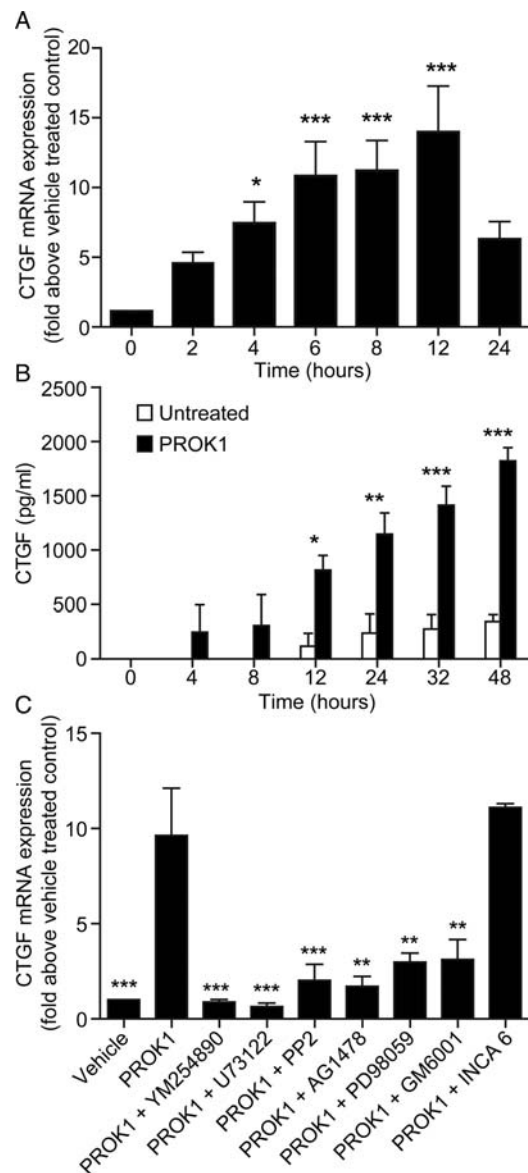 A
CTGF mRNA expression
(fold above vehicle treated control)
20
15
10
5
0
* *** *** ***
0 2 4 6 8 12 24
Time (hours)
B
CTGF (pg/ml)
2500
2000
1500
1000
500
0
Untreated
PROK1
* ** *** ***
0 4 8 12 24 32 48
Time (hours)
C
CTGF mRNA expression
(fold above vehicle treated control)
15
10
5
0
*** *** *** *** ** ** **
Vehicle
PROK1
PROK1 + YM254890
PROK1 + U73122
PROK1 + PP2
PROK1 + AG1478
PROK1 + PD98059
PROK1 + GM6001
PROK1 + INCA 6